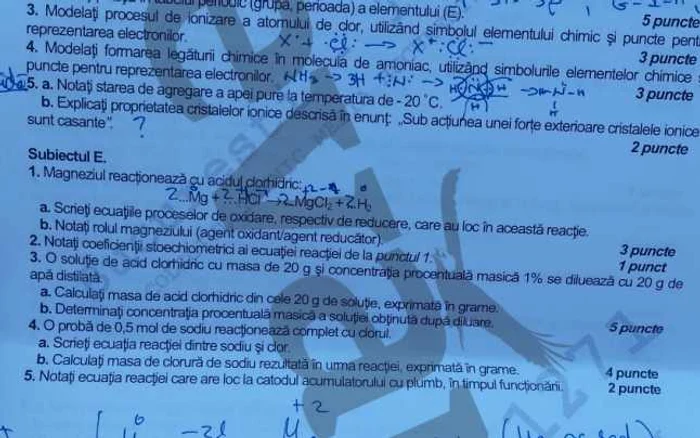 periodic (grupa, perioada) a elementului (E).
5 puncte
3. Modelați procesul de ionizare a atomului de clor, utilizând simbolul elementului chimic și puncte
reprezentarea electronilor.
3 puncte
4. Modelați formarea legăturii chimice în molecula de amoniac, utilizând simbolurile elementelor chimice
puncte pentru reprezentarea electronilor. NH3 → 3H +
3 puncte
5. a. Notați starea de agregare a apei pure la temperatura de - 20 °C.
b. Explicați proprietatea cristalelor ionice descrisă în enunț: „Sub acțiunea unei forțe exterioare cristalele ionice
sunt casante”. ?
2 puncte
Subiectul E.
1. Magneziul reacționează cu acidul clorhidric:
2...Mg + 2 HCl → 2 MgCl₂ + 2 H₂
a. Scrieți ecuațiile proceselor de oxidare, respectiv de reducere, care au loc în această reacție.
b. Notați rolul magneziului (agent oxidant/agent reducător).
3 puncte
2. Notați coeficienții stoechiometrici ai ecuației reacției de la punctul 1.
1 punct
3. O soluție de acid clorhidric cu masa de 20 g și concentrația procentuală masică 1% se diluează cu 20 g de
apă distilată.
a. Calculați masa de acid clorhidric din cele 20 g de soluție, exprimată în grame.
b. Determinați concentrația procentuală masică a soluției obținută după diluare.
5 puncte
4. O probă de 0,5 mol de sodiu reacționează complet cu clorul.
a. Scrieți ecuația reacției dintre sodiu și clor.
b. Calculați masa de clorură de sodiu rezultată în urma reacției, exprimată în grame.
4 puncte
5. Notați ecuația reacției care are loc la catodul acumulatorului cu plumb, în timpul funcționării.
2 puncte
+2